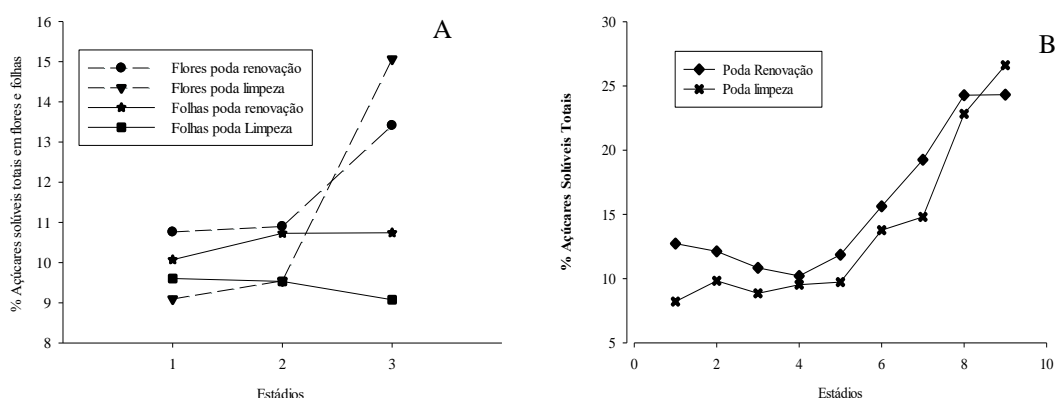 A
% Açúcares solúveis totais em flores e folhas
16
15
14
13
12
11
10
9
8
Flores poda renovação
Flores poda limpeza
Folhas poda renovação
Folhas poda Limpeza
1 2 3
Estádios
B
% Açúcares Solúveis Totais
30
25
20
15
10
5
Poda Renovação
Poda limpeza
0 2 4 6 8 10
Estádios